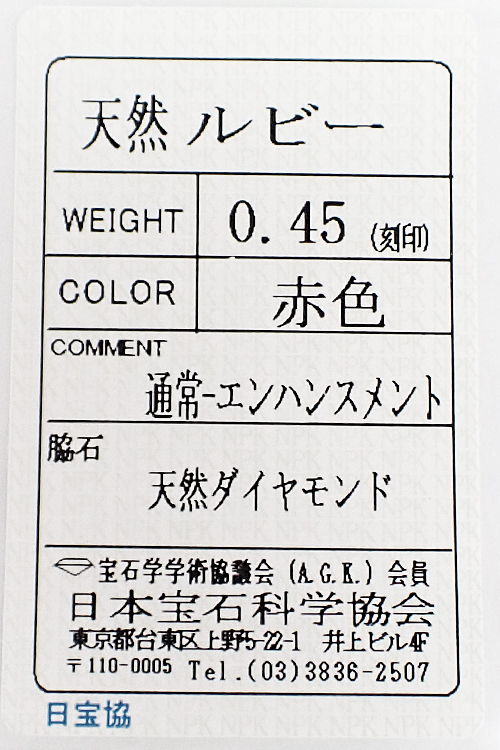 天然 ルビー
WEIGHT 0.45 (刻印)
COLOR 赤色
COMMENT
通常-エンハンスメント
脇石
天然ダイヤモンド
宝石学学術協議会 (A.G.K.) 会員
日本宝石科学協会
東京都台東区上野5-22-1 井上ビル4F
〒110-0005 Tel.(03)3836-2507
日宝協